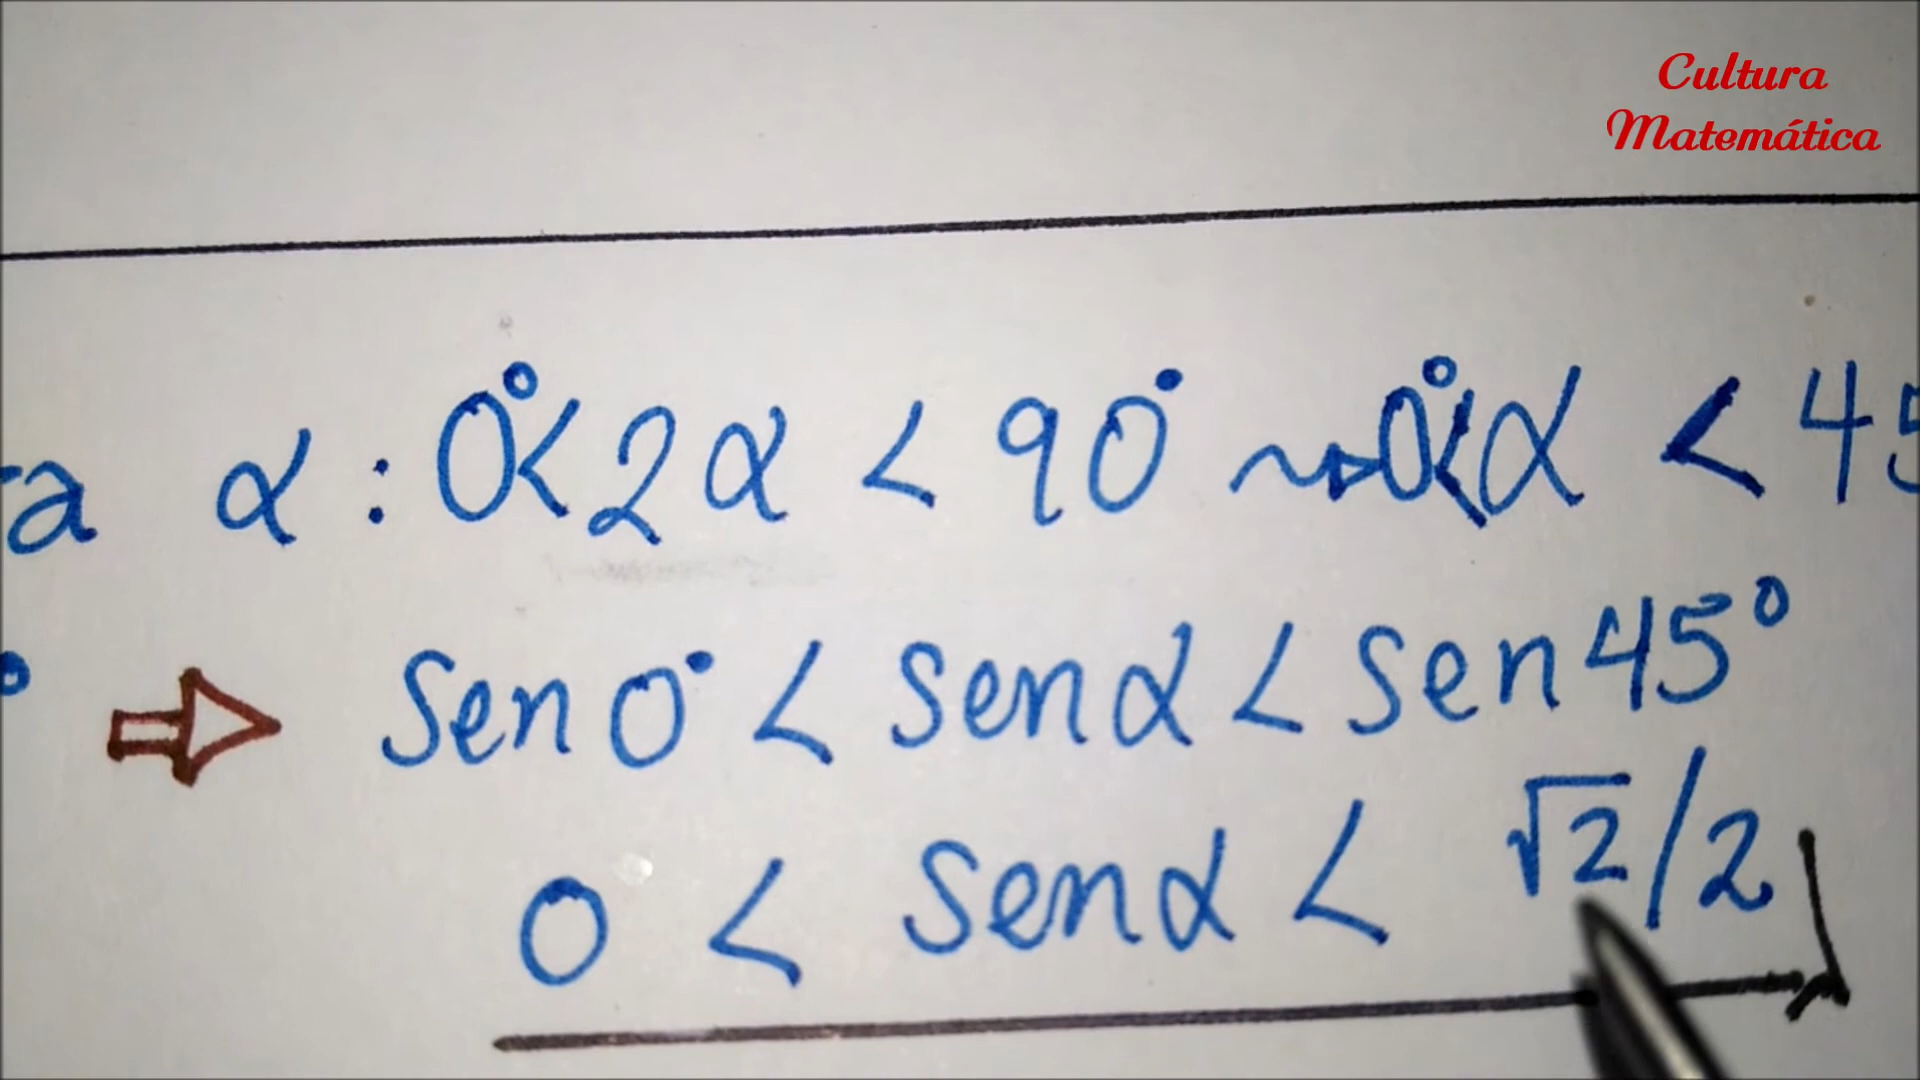 Cultura
Matemática
a α : 0° < 2α < 90° ⇝ 0° < α < 45
° ⇨ Sen 0° < Sen α < Sen 45°
0 < Sen α < √2/2